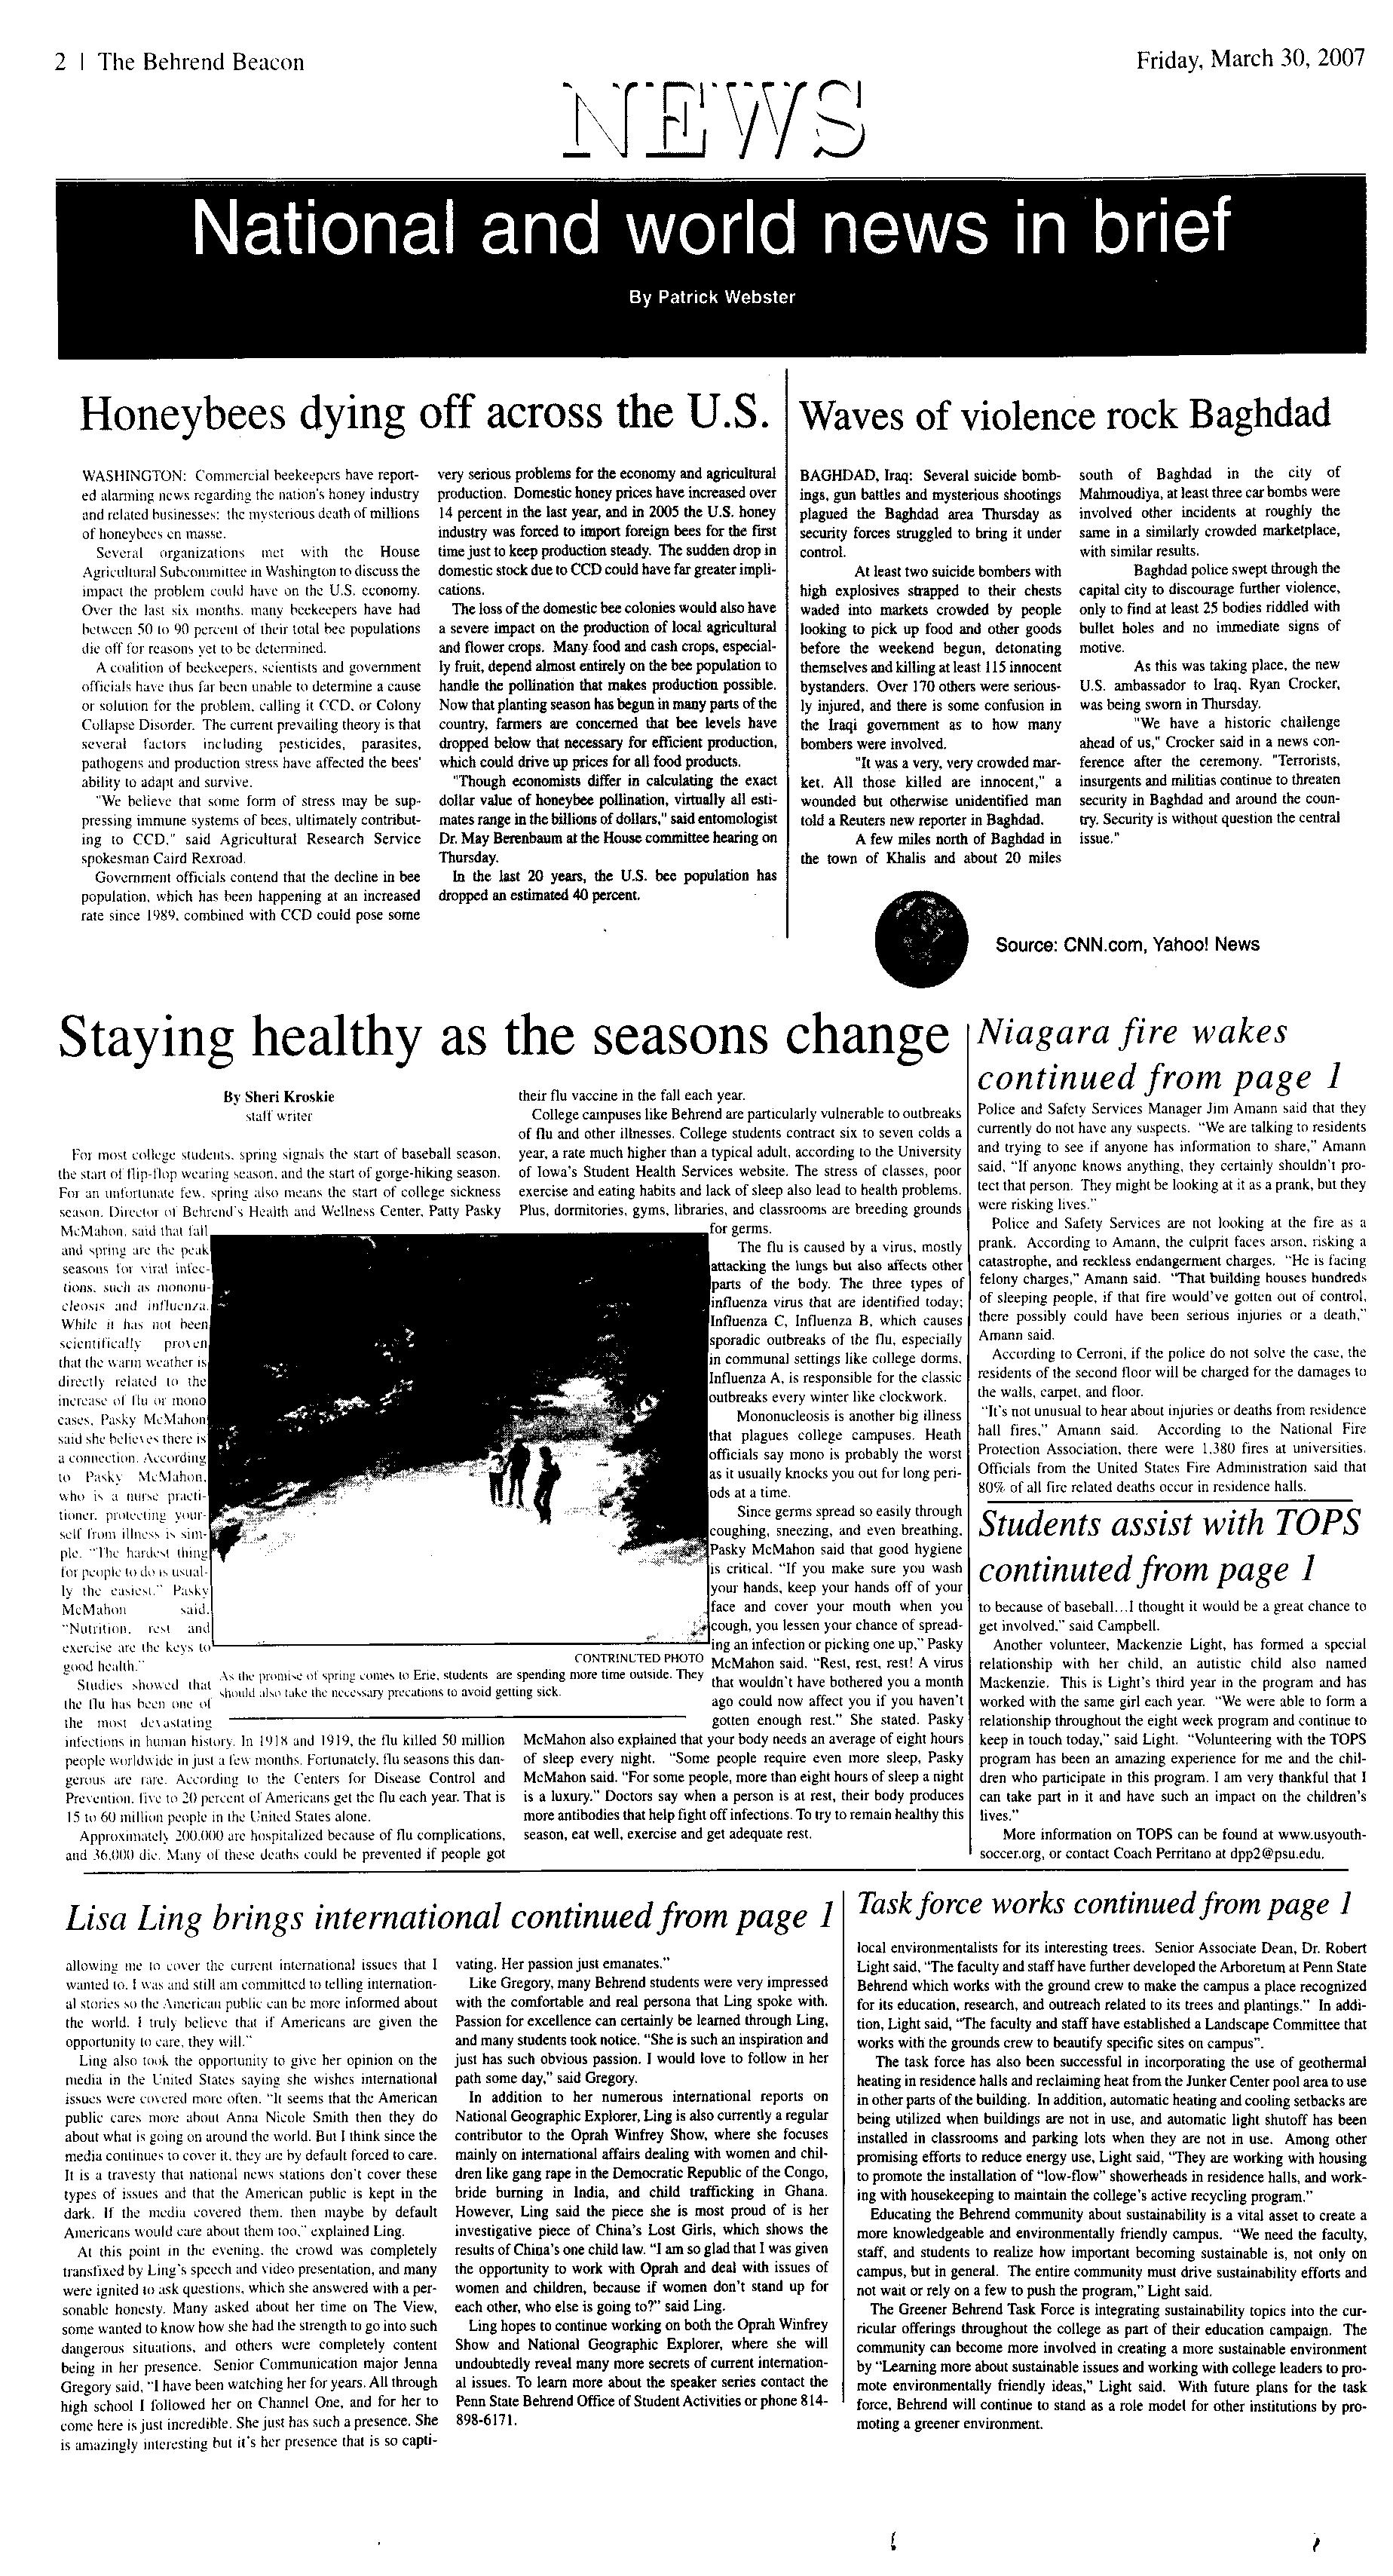 2 | The Behrend Beacon
Friday, March 30, 2007
NEWS
National and world news in brief
By Patrick Webster
Honeybees dying off across the U.S.
WASHINGTON: Commercial beekeepers have report-
ed alarming news regarding the nation's honey industry
and related businesses: the mysterious death of millions
of honeybees en masse.
Several organizations met with the House
Agricultural Subcommittee in Washington to discuss the
impact the problem could have on the U.S. economy.
Over the last six months, many beekeepers have had
between 50 to 90 percent of their total bee populations
die off for reasons yet to be determined.
A coalition of beekeepers, scientists and government
officials have thus far been unable to determine a cause
or solution for the problem, calling it CCD, or Colony
Collapse Disorder. The current prevailing theory is that
several factors including pesticides, parasites,
pathogens and production stress have affected the bees'
ability to adapt and survive.
"We believe that some form of stress may be sup-
pressing immune systems of bees, ultimately contribut-
ing to CCD," said Agricultural Research Service
spokesman Caird Rexroad.
Government officials contend that the decline in bee
population, which has been happening at an increased
rate since 1989, combined with CCD could pose some
very serious problems for the economy and agricultural
production. Domestic honey prices have increased over
14 percent in the last year, and in 2005 the U.S. honey
industry was forced to import foreign bees for the first
time just to keep production steady. The sudden drop in
domestic stock due to CCD could have far greater impli-
cations.
The loss of the domestic bee colonies would also have
a severe impact on the production of local agricultural
and flower crops. Many food and cash crops, especial-
ly fruit, depend almost entirely on the bee population to
handle the pollination that makes production possible.
Now that planting season has begun in many parts of the
country, farmers are concerned that bee levels have
dropped below that necessary for efficient production,
which could drive up prices for all food products.
"Though economists differ in calculating the exact
dollar value of honeybee pollination, virtually all esti-
mates range in the billions of dollars," said entomologist
Dr. May Berenbaum at the House committee hearing on
Thursday.
In the last 20 years, the U.S. bee population has
dropped an estimated 40 percent.
Waves of violence rock Baghdad
BAGHDAD, Iraq: Several suicide bomb-
ings, gun battles and mysterious shootings
plagued the Baghdad area Thursday as
security forces struggled to bring it under
control.
At least two suicide bombers with
high explosives strapped to their chests
waded into markets crowded by people
looking to pick up food and other goods
before the weekend begun, detonating
themselves and killing at least 115 innocent
bystanders. Over 170 others were serious-
ly injured, and there is some confusion in
the Iraqi government as to how many
bombers were involved.
"It was a very, very crowded mar-
ket. All those killed are innocent," a
wounded but otherwise unidentified man
told a Reuters new reporter in Baghdad.
A few miles north of Baghdad in
the town of Khalis and about 20 miles
south of Baghdad in the city of
Mahmoudiya, at least three car bombs were
involved other incidents at roughly the
same in a similarly crowded marketplace,
with similar results.
Baghdad police swept through the
capital city to discourage further violence,
only to find at least 25 bodies riddled with
bullet holes and no immediate signs of
motive.
As this was taking place, the new
U.S. ambassador to Iraq, Ryan Crocker,
was being sworn in Thursday.
"We have a historic challenge
ahead of us," Crocker said in a news con-
ference after the ceremony. "Terrorists,
insurgents and militias continue to threaten
security in Baghdad and around the coun-
try. Security is without question the central
issue."
Source: CNN.com, Yahoo! News
Staying healthy as the seasons change
By Sheri Kroskie
staff writer
For most college students, spring signals the start of baseball season,
the start of flip-flop wearing season, and the start of gorge-hiking season.
For an unfortunate few, spring also means the start of college sickness
season. Director of Behrend's Health and Wellness Center, Patty Pasky
McMahon, said that fall
and spring are the peak
seasons for viral infec-
tions, such as mononu-
cleosis and influenza.
While it has not been
scientifically proven
that the warm weather is
directly related to the
increase of flu or mono
cases, Pasky McMahon
said she believes there is
a connection. According
to Pasky McMahon,
who is a nurse practi-
tioner, protecting your-
self from illness is sim-
ple. "The hardest thing
for people to do is usual-
ly the easiest." Pasky
McMahon said.
"Nutrition, rest and
exercise are the keys to
good health."
Studies showed that
the flu has been one of
the most devastating
infections in human history. In 1918 and 1919, the flu killed 50 million
people worldwide in just a few months. Fortunately, flu seasons this dan-
gerous are rare. According to the Centers for Disease Control and
Prevention, five to 20 percent of Americans get the flu each year. That is
15 to 60 million people in the United States alone.
Approximately 200,000 are hospitalized because of flu complications,
and 36,000 die. Many of these deaths could be prevented if people got
CONTRINCTED PHOTO
As the promise of spring comes to Erie, students are spending more time outside. They
should also take the necessary precations to avoid getting sick.
their flu vaccine in the fall each year.
College campuses like Behrend are particularly vulnerable to outbreaks
of flu and other illnesses. College students contract six to seven colds a
year, a rate much higher than a typical adult, according to the University
of Iowa's Student Health Services website. The stress of classes, poor
exercise and eating habits and lack of sleep also lead to health problems.
Plus, dormitories, gyms, libraries, and classrooms are breeding grounds
for germs.
The flu is caused by a virus, mostly
attacking the lungs but also affects other
parts of the body. The three types of
influenza virus that are identified today;
Influenza C, Influenza B, which causes
sporadic outbreaks of the flu, especially
in communal settings like college dorms.
Influenza A, is responsible for the classic
outbreaks every winter like clockwork.
Mononucleosis is another big illness
that plagues college campuses. Heath
officials say mono is probably the worst
as it usually knocks you out for long peri-
ods at a time.
Since germs spread so easily through
coughing, sneezing, and even breathing,
Pasky McMahon said that good hygiene
is critical. "If you make sure you wash
your hands, keep your hands off of your
face and cover your mouth when you
cough, you lessen your chance of spread-
ing an infection or picking one up," Pasky
McMahon said. "Rest, rest, rest! A virus
that wouldn't have bothered you a month
ago could now affect you if you haven't
gotten enough rest." She stated. Pasky
McMahon also explained that your body needs an average of eight hours
of sleep every night. "Some people require even more sleep, Pasky
McMahon said. "For some people, more than eight hours of sleep a night
is a luxury." Doctors say when a person is at rest, their body produces
more antibodies that help fight off infections. To try to remain healthy this
season, eat well, exercise and get adequate rest.
Niagara fire wakes
continued from page 1
Police and Safety Services Manager Jim Amann said that they
currently do not have any suspects. "We are talking to residents
and trying to see if anyone has information to share," Amann
said, "If anyone knows anything, they certainly shouldn't pro-
tect that person. They might be looking at it as a prank, but they
were risking lives."
Police and Safety Services are not looking at the fire as a
prank. According to Amann, the culprit faces arson, risking a
catastrophe, and reckless endangerment charges. "He is facing
felony charges," Amann said. "That building houses hundreds
of sleeping people, if that fire would've gotten out of control,
there possibly could have been serious injuries or a death,"
Amann said.
According to Cerroni, if the police do not solve the case, the
residents of the second floor will be charged for the damages to
the walls, carpet, and floor.
"It's not unusual to hear about injuries or deaths from residence
hall fires," Amann said. According to the National Fire
Protection Association, there were 1,380 fires at universities.
Officials from the United States Fire Administration said that
80% of all fire related deaths occur in residence halls.
Students assist with TOPS
continuted from page 1
to because of baseball...I thought it would be a great chance to
get involved," said Campbell.
Another volunteer, Mackenzie Light, has formed a special
relationship with her child, an autistic child also named
Mackenzie. This is Light's third year in the program and has
worked with the same girl each year. "We were able to form a
relationship throughout the eight week program and continue to
keep in touch today," said Light. "Volunteering with the TOPS
program has been an amazing experience for me and the chil-
dren who participate in this program. I am very thankful that I
can take part in it and have such an impact on the children's
lives."
More information on TOPS can be found at www.usyouth-
soccer.org, or contact Coach Perritano at dpp2@psu.edu.
Lisa Ling brings international continued from page 1
allowing me to cover the current international issues that I
wanted to. I was and still am committed to telling internation-
al stories so the American public can be more informed about
the world. I truly believe that if Americans are given the
opportunity to care, they will."
Ling also took the opportunity to give her opinion on the
media in the United States saying she wishes international
issues were covered more often. "It seems that the American
public cares more about Anna Nicole Smith then they do
about what is going on around the world. But I think since the
media continues to cover it, they are by default forced to care.
It is a travesty that national news stations don't cover these
types of issues and that the American public is kept in the
dark. If the media covered them, then maybe by default
Americans would care about them too," explained Ling.
At this point in the evening, the crowd was completely
transfixed by Ling's speech and video presentation, and many
were ignited to ask questions, which she answered with a per-
sonable honesty. Many asked about her time on The View,
some wanted to know how she had the strength to go into such
dangerous situations, and others were completely content
being in her presence. Senior Communication major Jenna
Gregory said, "I have been watching her for years. All through
high school I followed her on Channel One, and for her to
come here is just incredible. She just has such a presence. She
is amazingly interesting but it's her presence that is so capti-
vating. Her passion just emanates."
Like Gregory, many Behrend students were very impressed
with the comfortable and real persona that Ling spoke with.
Passion for excellence can certainly be learned through Ling,
and many students took notice. "She is such an inspiration and
just has such obvious passion. I would love to follow in her
path some day," said Gregory.
In addition to her numerous international reports on
National Geographic Explorer, Ling is also currently a regular
contributor to the Oprah Winfrey Show, where she focuses
mainly on international affairs dealing with women and chil-
dren like gang rape in the Democratic Republic of the Congo,
bride burning in India, and child trafficking in Ghana.
However, Ling said the piece she is most proud of is her
investigative piece of China's Lost Girls, which shows the
results of China's one child law. "I am so glad that I was given
the opportunity to work with Oprah and deal with issues of
women and children, because if women don't stand up for
each other, who else is going to?" said Ling.
Ling hopes to continue working on both the Oprah Winfrey
Show and National Geographic Explorer, where she will
undoubtedly reveal many more secrets of current internation-
al issues. To learn more about the speaker series contact the
Penn State Behrend Office of Student Activities or phone 814-
898-6171.
Task force works continued from page 1
local environmentalists for its interesting trees. Senior Associate Dean, Dr. Robert
Light said, "The faculty and staff have further developed the Arboretum at Penn State
Behrend which works with the ground crew to make the campus a place recognized
for its education, research, and outreach related to its trees and plantings." In addi-
tion, Light said, "The faculty and staff have established a Landscape Committee that
works with the grounds crew to beautify specific sites on campus".
The task force has also been successful in incorporating the use of geothermal
heating in residence halls and reclaiming heat from the Junker Center pool area to use
in other parts of the building. In addition, automatic heating and cooling setbacks are
being utilized when buildings are not in use, and automatic light shutoff has been
installed in classrooms and parking lots when they are not in use. Among other
promising efforts to reduce energy use, Light said, "They are working with housing
to promote the installation of "low-flow" showerheads in residence halls, and work-
ing with housekeeping to maintain the college's active recycling program."
Educating the Behrend community about sustainability is a vital asset to create a
more knowledgeable and environmentally friendly campus. "We need the faculty,
staff, and students to realize how important becoming sustainable is, not only on
campus, but in general. The entire community must drive sustainability efforts and
not wait or rely on a few to push the program," Light said.
The Greener Behrend Task Force is integrating sustainability topics into the cur-
ricular offerings throughout the college as part of their education campaign. The
community can become more involved in creating a more sustainable environment
by "Learning more about sustainable issues and working with college leaders to pro-
mote environmentally friendly ideas," Light said. With future plans for the task
force, Behrend will continue to stand as a role model for other institutions by pro-
moting a greener environment.